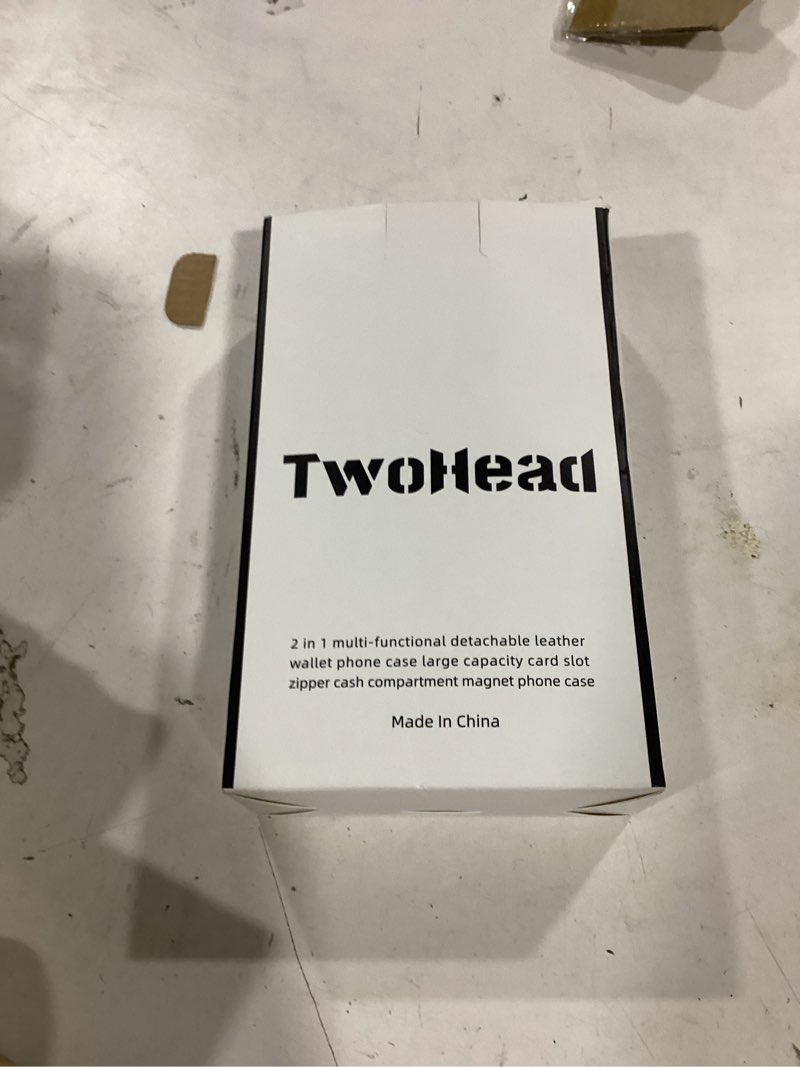 TwoHead
2 in 1 multi-functional detachable leather
wallet phone case large capacity card slot
zipper cash compartment magnet phone case
Made In China